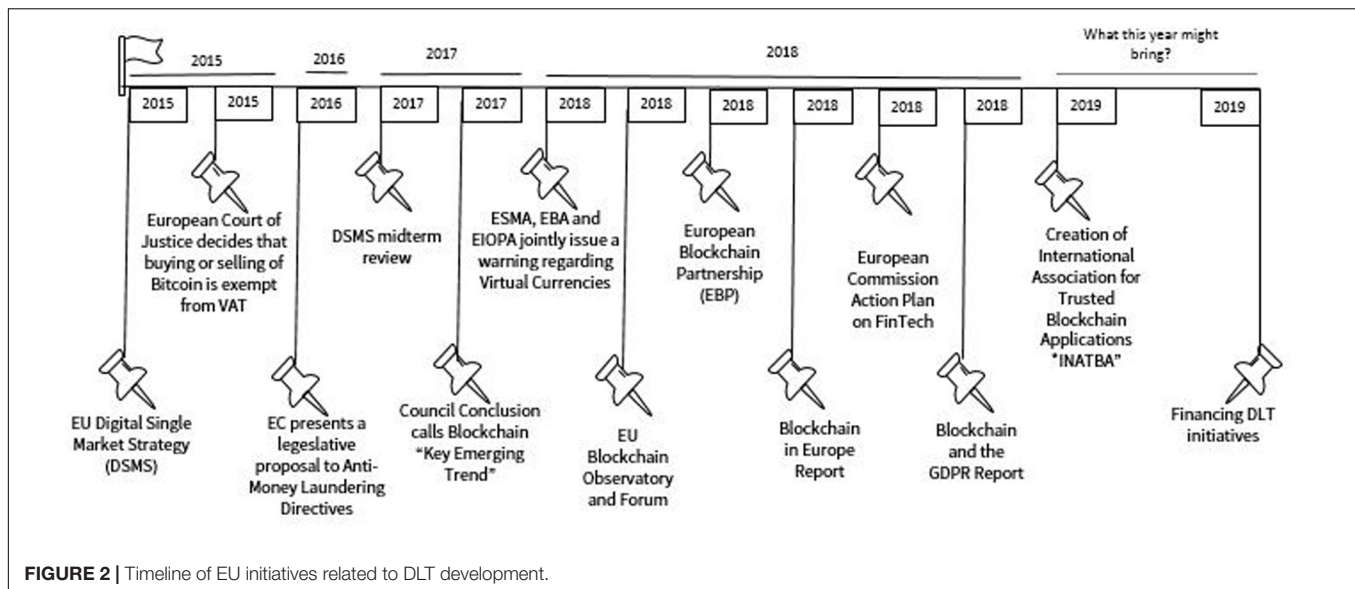 What this year might
bring?
2015
2016
2017
2018
2015
2015
2016
2017
2017
2018
2018
2018
2018
2018
2018
2019
2019
European Court of
Justice decides that
buying or selling of
Bitcoin is exempt
from VAT
DSMS midterm
review
ESMA, EBA and
EIOPA jointly issue a
warning regarding
Virtual Currencies
European
Blockchain
Partnership
(EBP)
European
Commission
Action Plan
on FinTech
Creation of
International
Association for
Trusted
Blockchain
Applications
"INATBA"
EU Digital Single
Market Strategy
(DSMS)
EC presents a
legeslative
proposal to Anti-
Money Laundering
Directives
Council Conclusion
calls Blockchain
“Key Emerging
Trend”
EU
Blockchain
Observatory
and Forum
Blockchain
in Europe
Report
Blockchain
and the
GDPR Report
Financing DLT
initiatives
FIGURE 2 | Timeline of EU initiatives related to DLT development.